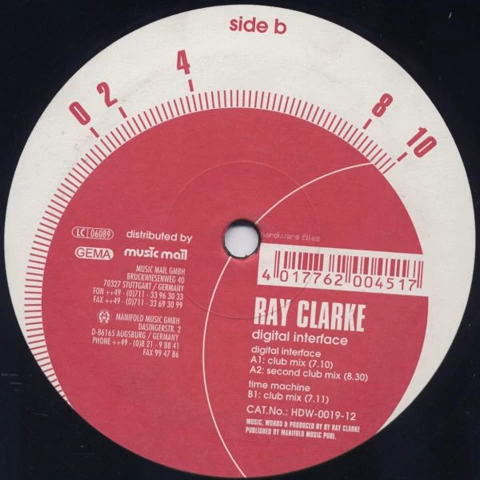 side b
0 2 4 8 10
LC 06089
distributed by
GEMA
music mail
MUSIC MAIL GMBH
BRUCKWIESENWEG 40
70327 STUTTGART / GERMANY
FON ++49 - (0)711 - 33 96 30 33
FAX ++49 - (0)711 - 33 69 30 99
MANIFOLD MUSIC GMBH
DASINGERSTR. 2
D-86165 AUGSBURG / GERMANY
PHONE ++49 - (0)8 21 - 9 88 41
FAX 99 47 86
hardware files
4 017762 004517
RAY CLARKE
digital interface
digital interface
A1: club mix (7.10)
A2: second club mix (8.30)
time machine
B1: club mix (7.11)
CAT.No.: HDW-0019-12
MUSIC, WORDS & PRODUCED BY BY RAY CLARKE
PUBLISHED BY MANIFOLD MUSIC PUBL.